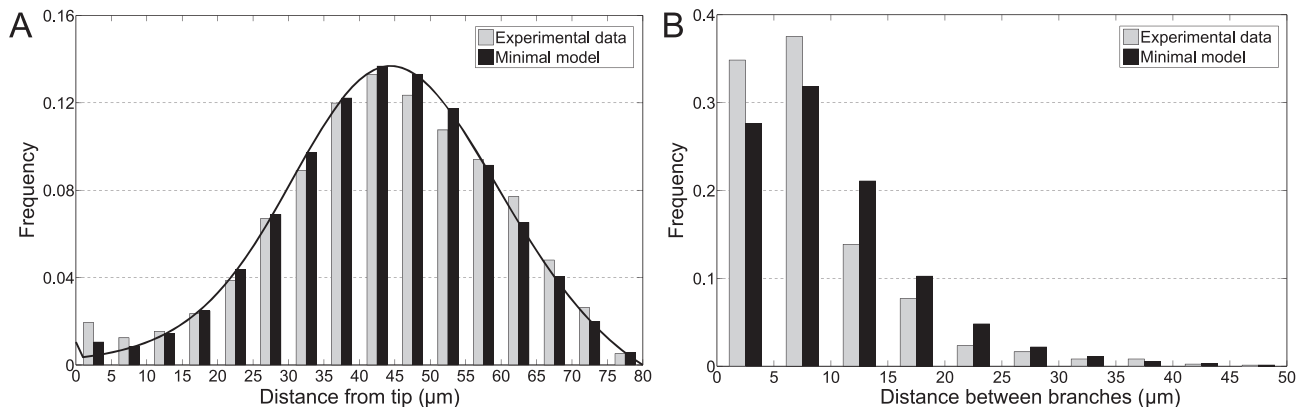 A
0.16
0.12
0.08
0.04
0
Frequency
Experimental data
Minimal model
0 5 10 15 20 25 30 35 40 45 50 55 60 65 70 75 80
Distance from tip (µm)
B
0.4
0.3
0.2
0.1
0
Frequency
Experimental data
Minimal model
0 5 10 15 20 25 30 35 40 45 50
Distance between branches (µm)